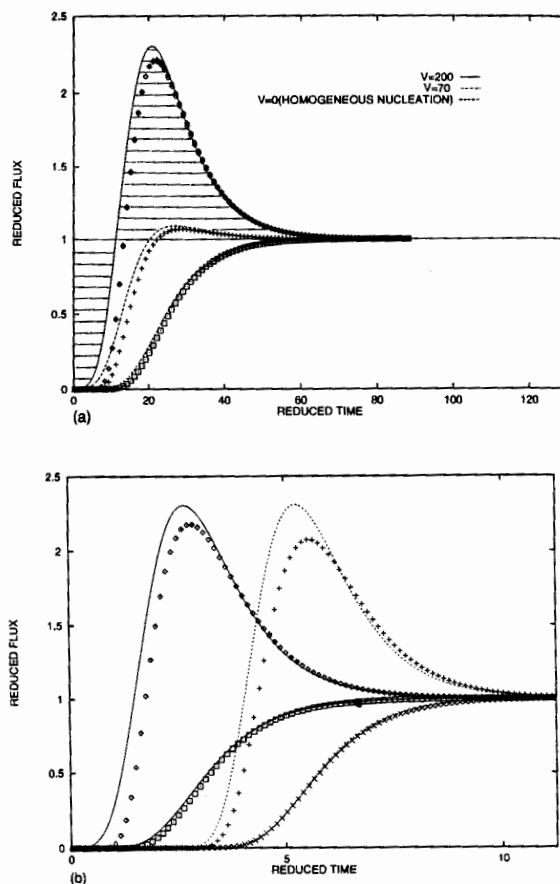 2.5
2
1.5
1
0.5
0
REDUCED FLUX
V=200
V=70
V=0(HOMOGENEOUS NUCLEATION)
0 20 40 60 80 100 120
(a) REDUCED TIME
2.5
2
1.5
1
0.5
0
REDUCED FLUX
0 5 10
(b) REDUCED TIME